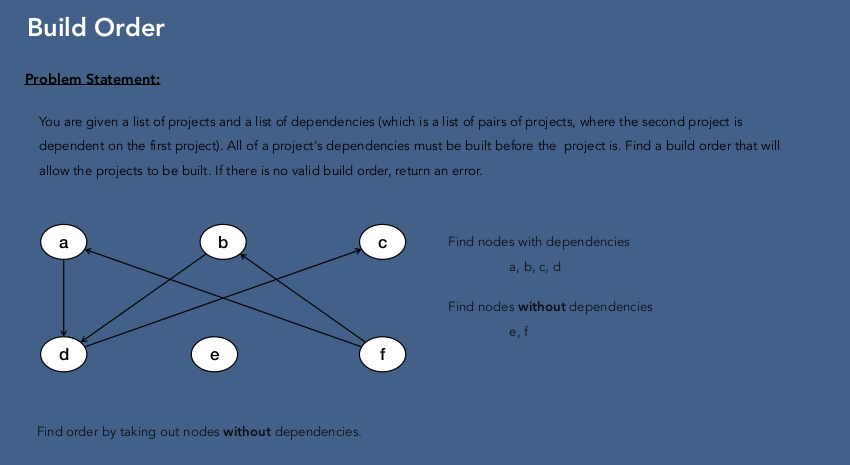 Build Order
Problem Statement:
You are given a list of projects and a list of dependencies (which is a list of pairs of projects, where the second project is
dependent on the first project). All of a project's dependencies must be built before the project is. Find a build order that will
allow the projects to be built. If there is no valid build order, return an error.
a b c
d e f
Find nodes with dependencies
a, b, c, d
Find nodes without dependencies
e, f
Find order by taking out nodes without dependencies.